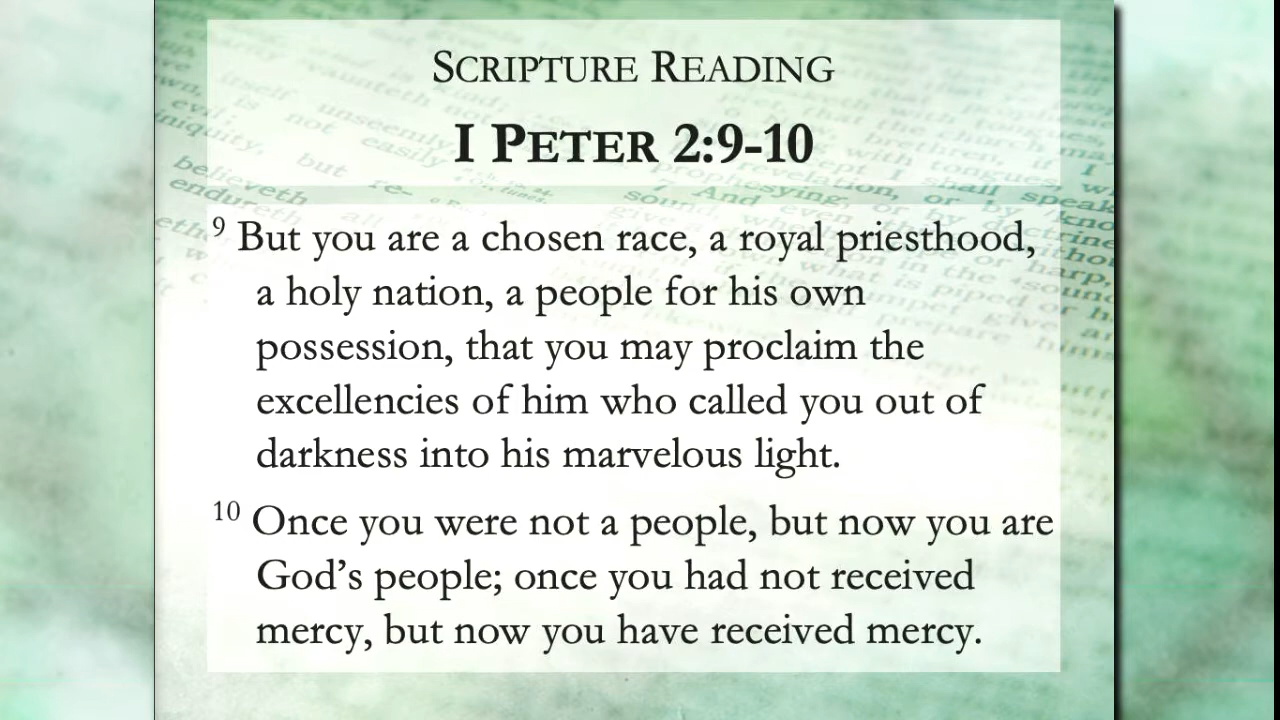 SCRIPTURE READING
I PETER 2:9-10
9 But you are a chosen race, a royal priesthood,
a holy nation, a people for his own
possession, that you may proclaim the
excellencies of him who called you out of
darkness into his marvelous light.
10 Once you were not a people, but now you are
God’s people; once you had not received
mercy, but now you have received mercy.